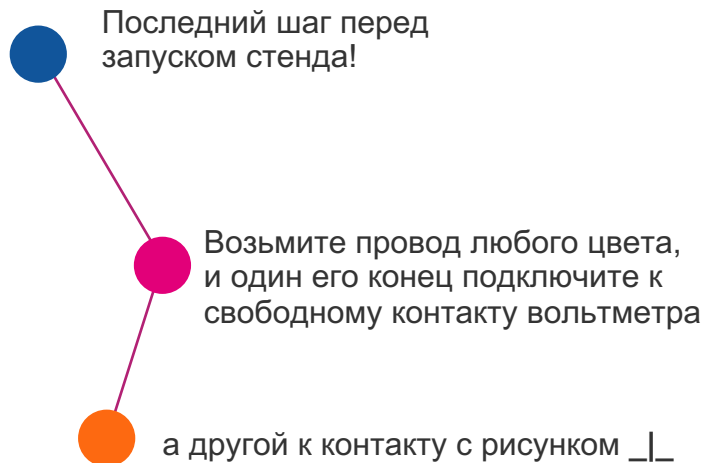 Последний шаг перед
запуском стенда!
Возьмите провод любого цвета,
и один его конец подключите к
свободному контакту вольтметра
а другой к контакту с рисунком _|_